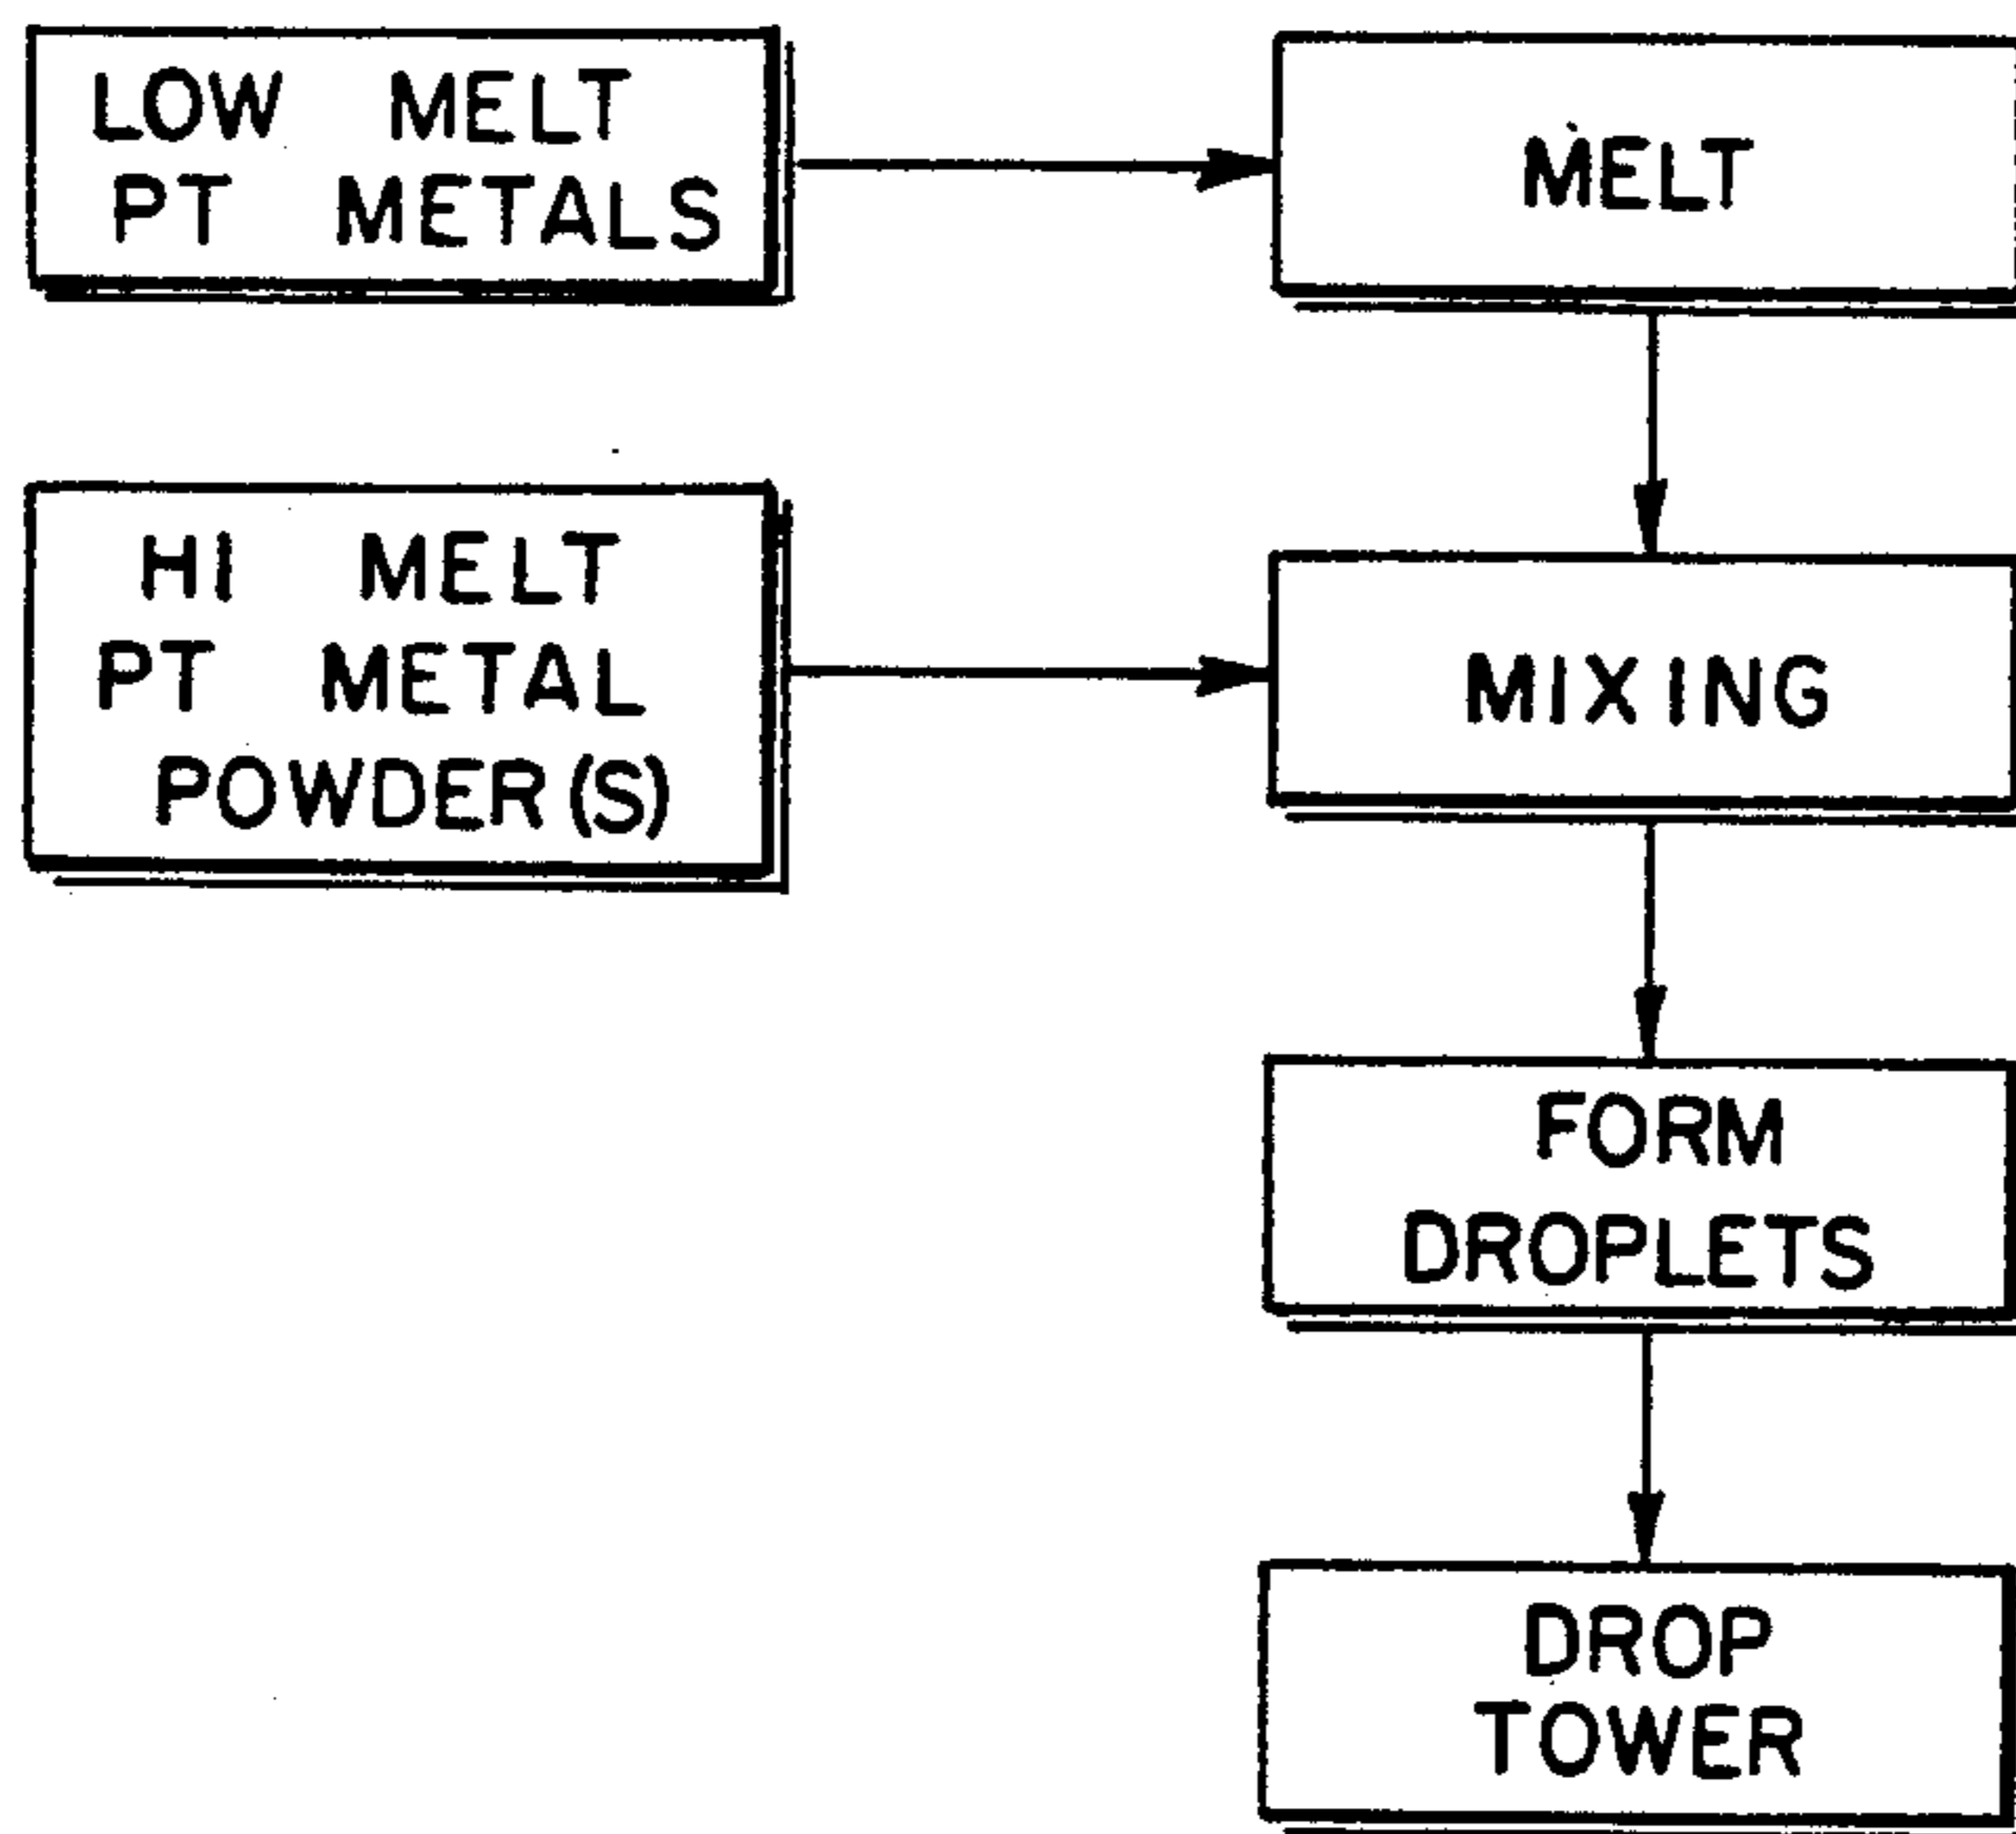 LOW MELT
PT METALS
MELT
HI MELT
PT METAL
POWDER(S)
MIXING
FORM
DROPLETS
DROP
TOWER